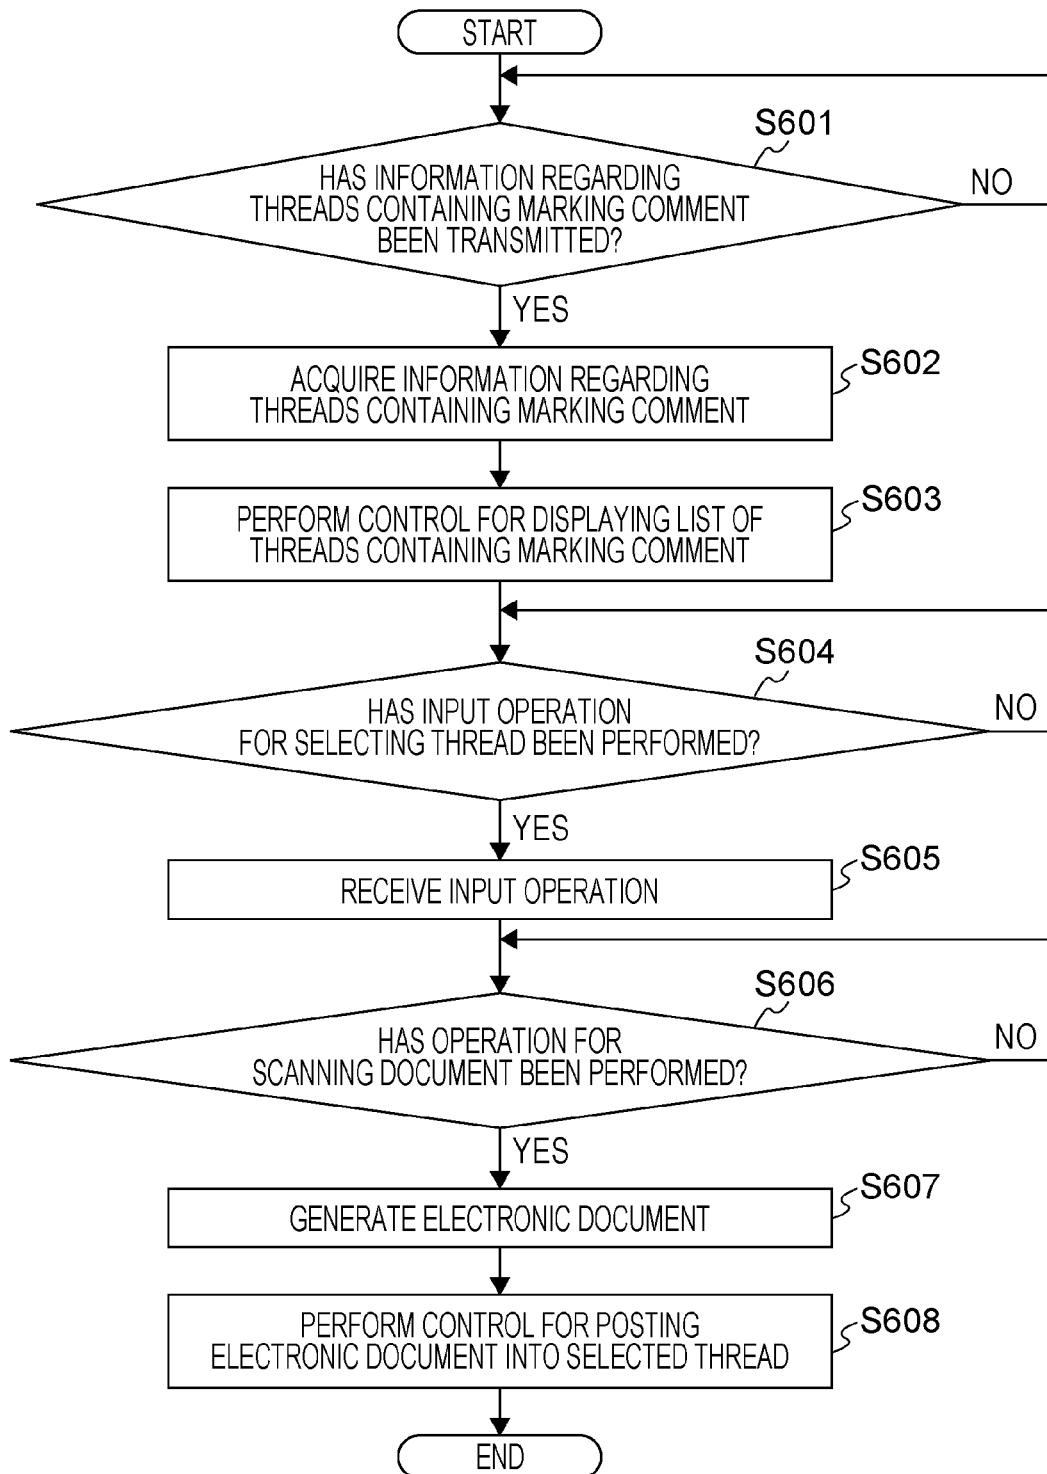 START
S601
HAS INFORMATION REGARDING
THREADS CONTAINING MARKING COMMENT
BEEN TRANSMITTED?
NO
YES
S602
ACQUIRE INFORMATION REGARDING
THREADS CONTAINING MARKING COMMENT
S603
PERFORM CONTROL FOR DISPLAYING LIST OF
THREADS CONTAINING MARKING COMMENT
S604
HAS INPUT OPERATION
FOR SELECTING THREAD BEEN PERFORMED?
NO
YES
S605
RECEIVE INPUT OPERATION
S606
HAS OPERATION FOR
SCANNING DOCUMENT BEEN PERFORMED?
NO
YES
S607
GENERATE ELECTRONIC DOCUMENT
S608
PERFORM CONTROL FOR POSTING
ELECTRONIC DOCUMENT INTO SELECTED THREAD
END